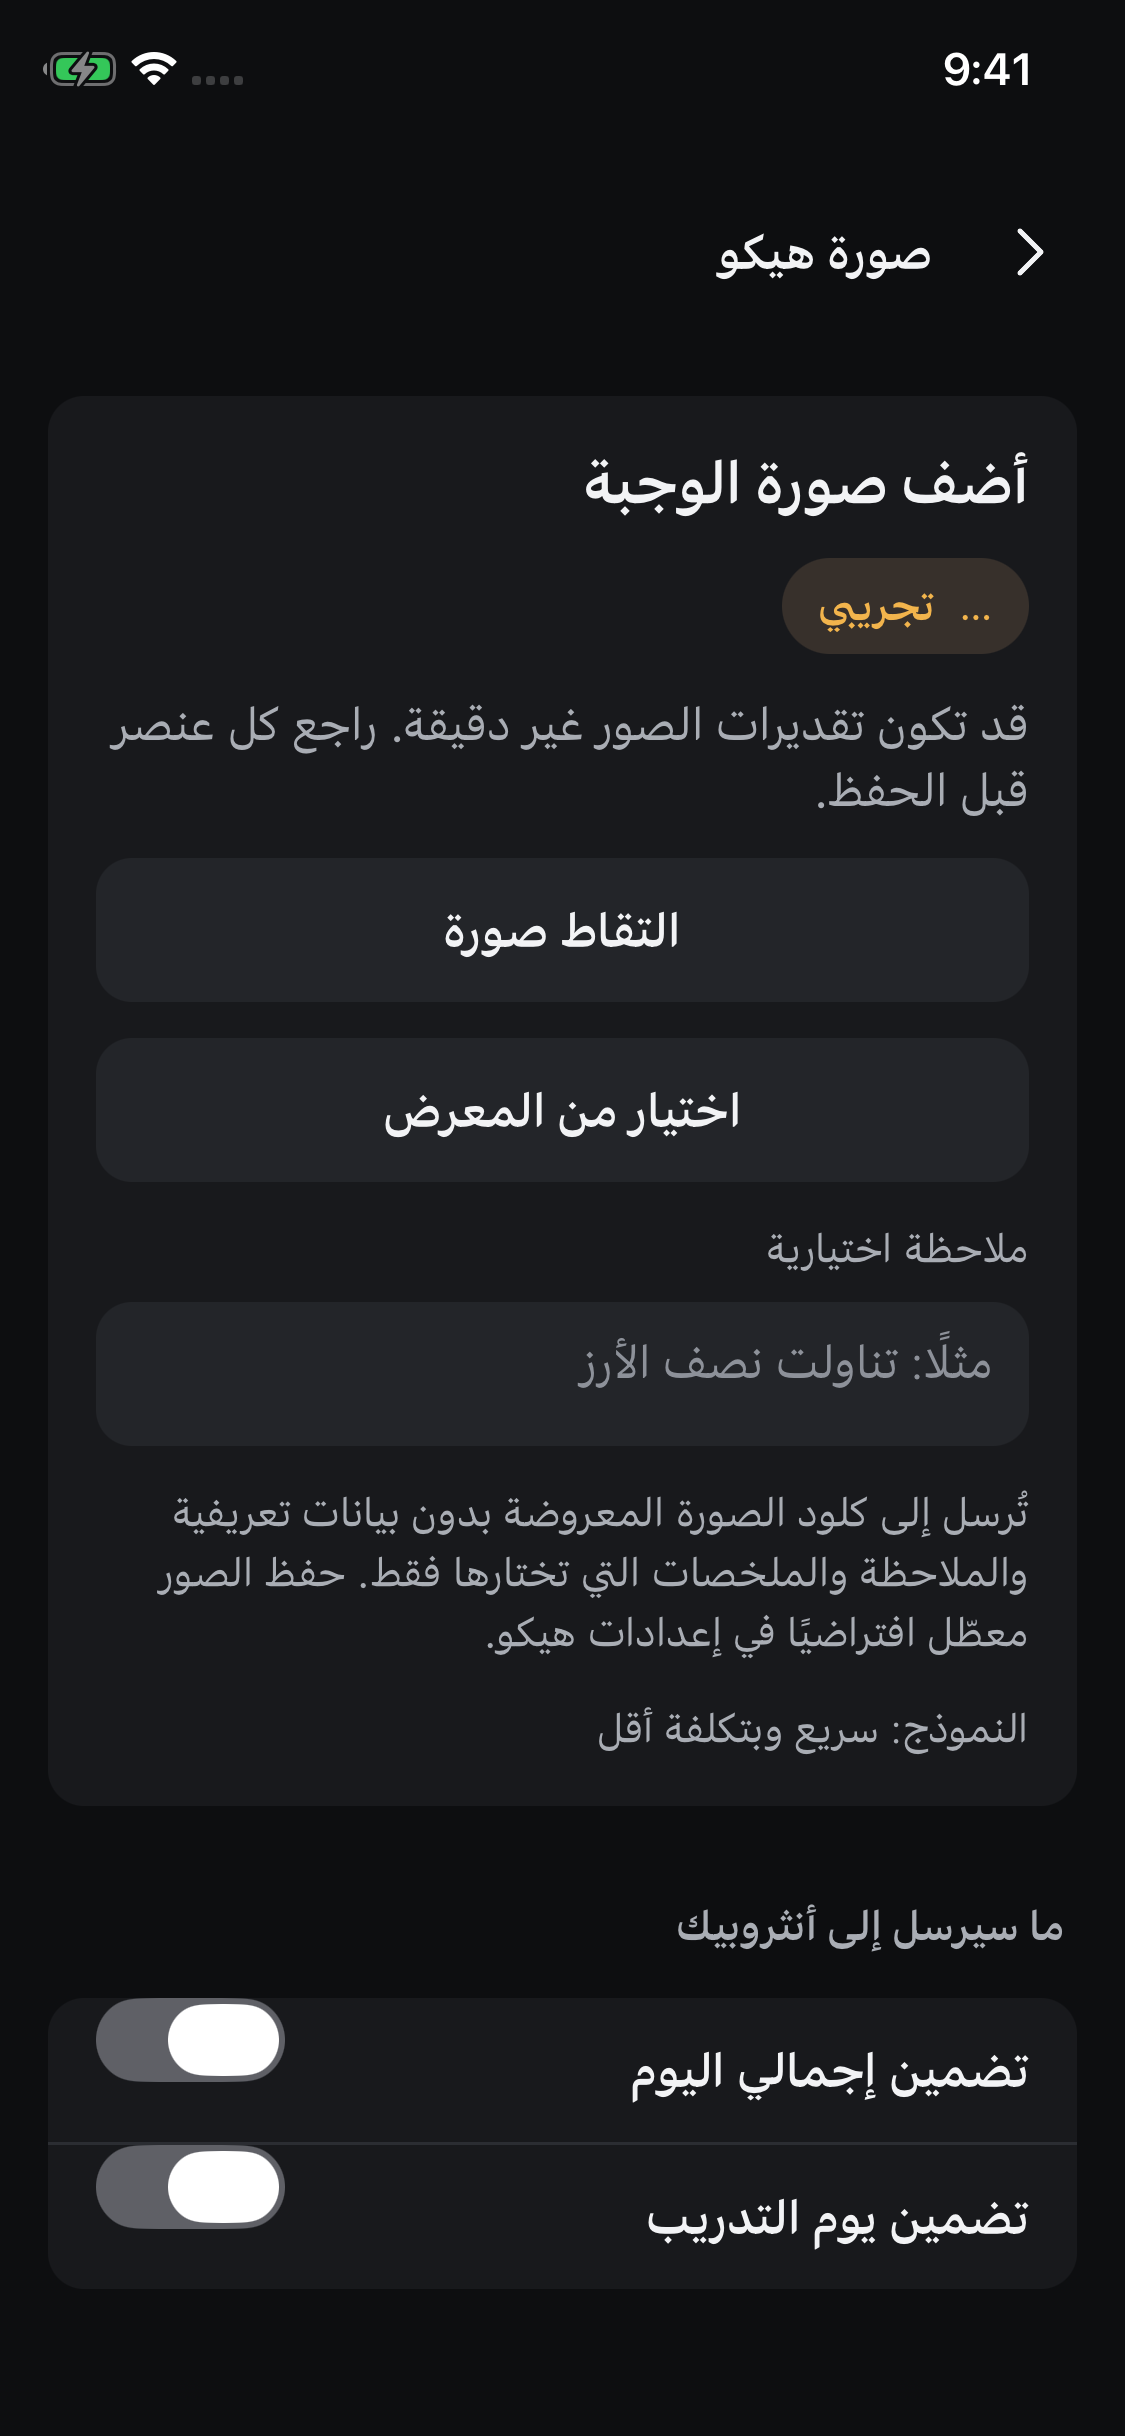 9:41
صورة هيكو
أضف صورة الوجبة
... تجريبي
قد تكون تقديرات الصور غير دقيقة. راجع كل عنصر
قبل الحفظ.
التقاط صورة
اختيار من المعرض
ملاحظة اختيارية
مثلًا: تناولت نصف الأرز
تُرسل إلى كلود الصورة المعروضة بدون بيانات تعريفية
والملاحظة والملخصات التي تختارها فقط. حفظ الصور
معطّل افتراضيًا في إعدادات هيكو.
النموذج: سريع وبتكلفة أقل
ما سيرسل إلى أنثروبيك
تضمين إجمالي اليوم
تضمين يوم التدريب